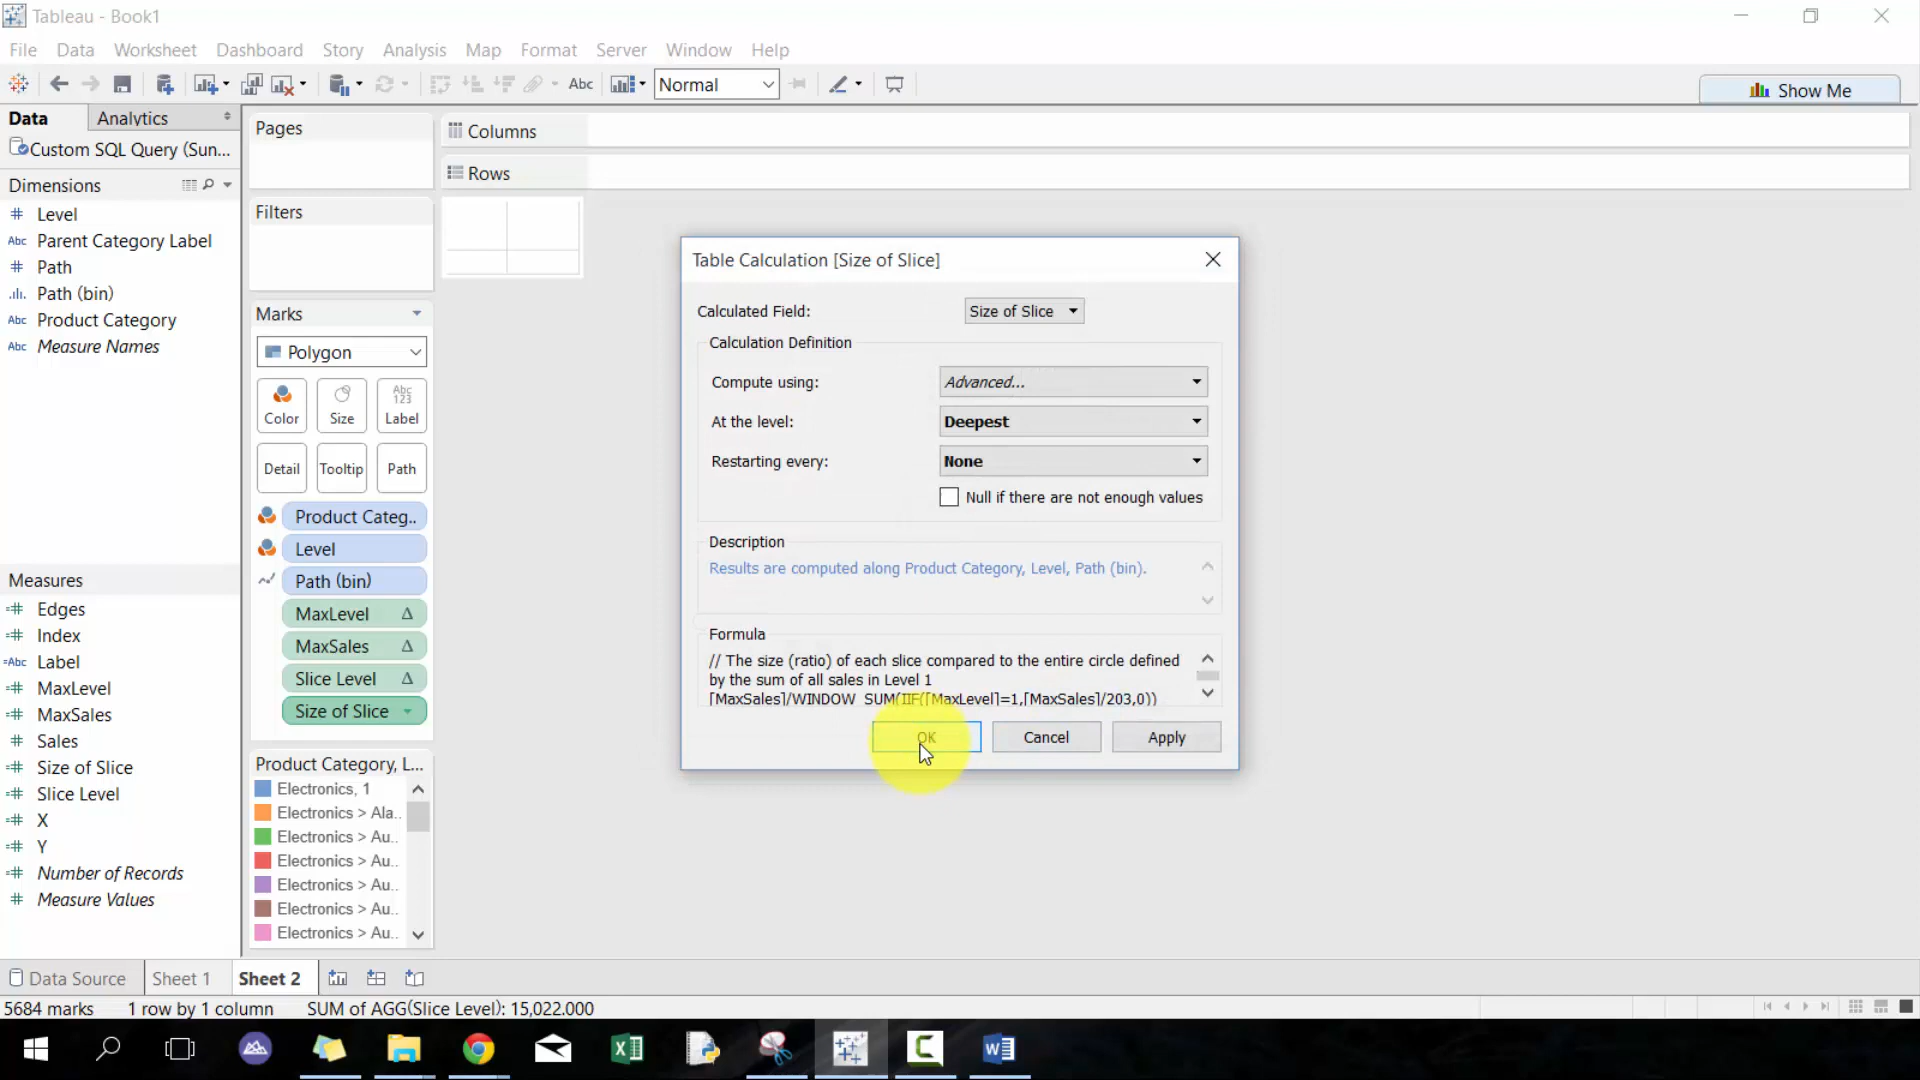 Tableau - Book1
File Data Worksheet Dashboard Story Analysis Map Format Server Window Help
Abc Normal Show Me
Data Analytics
Custom SQL Query (Sun...
Dimensions
# Level
Abc Parent Category Label
# Path
Path (bin)
Abc Product Category
Abc Measure Names
Measures
=# Edges
=# Index
=Abc Label
=# MaxLevel
=# MaxSales
# Sales
=# Size of Slice
=# Slice Level
=# X
=# Y
=# Number of Records
# Measure Values
Pages
Filters
Marks
Polygon
Color Size Abc 123 Label
Detail Tooltip Path
Product Categ..
Level
Path (bin)
MaxLevel Δ
MaxSales Δ
Slice Level Δ
Size of Slice
Product Category, L...
Electronics, 1
Electronics > Ala..
Electronics > Au..
Electronics > Au..
Electronics > Au..
Electronics > Au..
Electronics > Au..
Columns
Rows
Table Calculation [Size of Slice]
Calculated Field: Size of Slice
Calculation Definition
Compute using: Advanced...
At the level: Deepest
Restarting every: None
Null if there are not enough values
Description
Results are computed along Product Category, Level, Path (bin).
Formula
// The size (ratio) of each slice compared to the entire circle defined
by the sum of all sales in Level 1
[MaxSales]/WINDOW_SUM(IIF([MaxLevel]=1,[MaxSales]/203,0))
OK Cancel Apply
Data Source Sheet 1 Sheet 2
5684 marks 1 row by 1 column SUM of AGG(Slice Level): 15,022.000